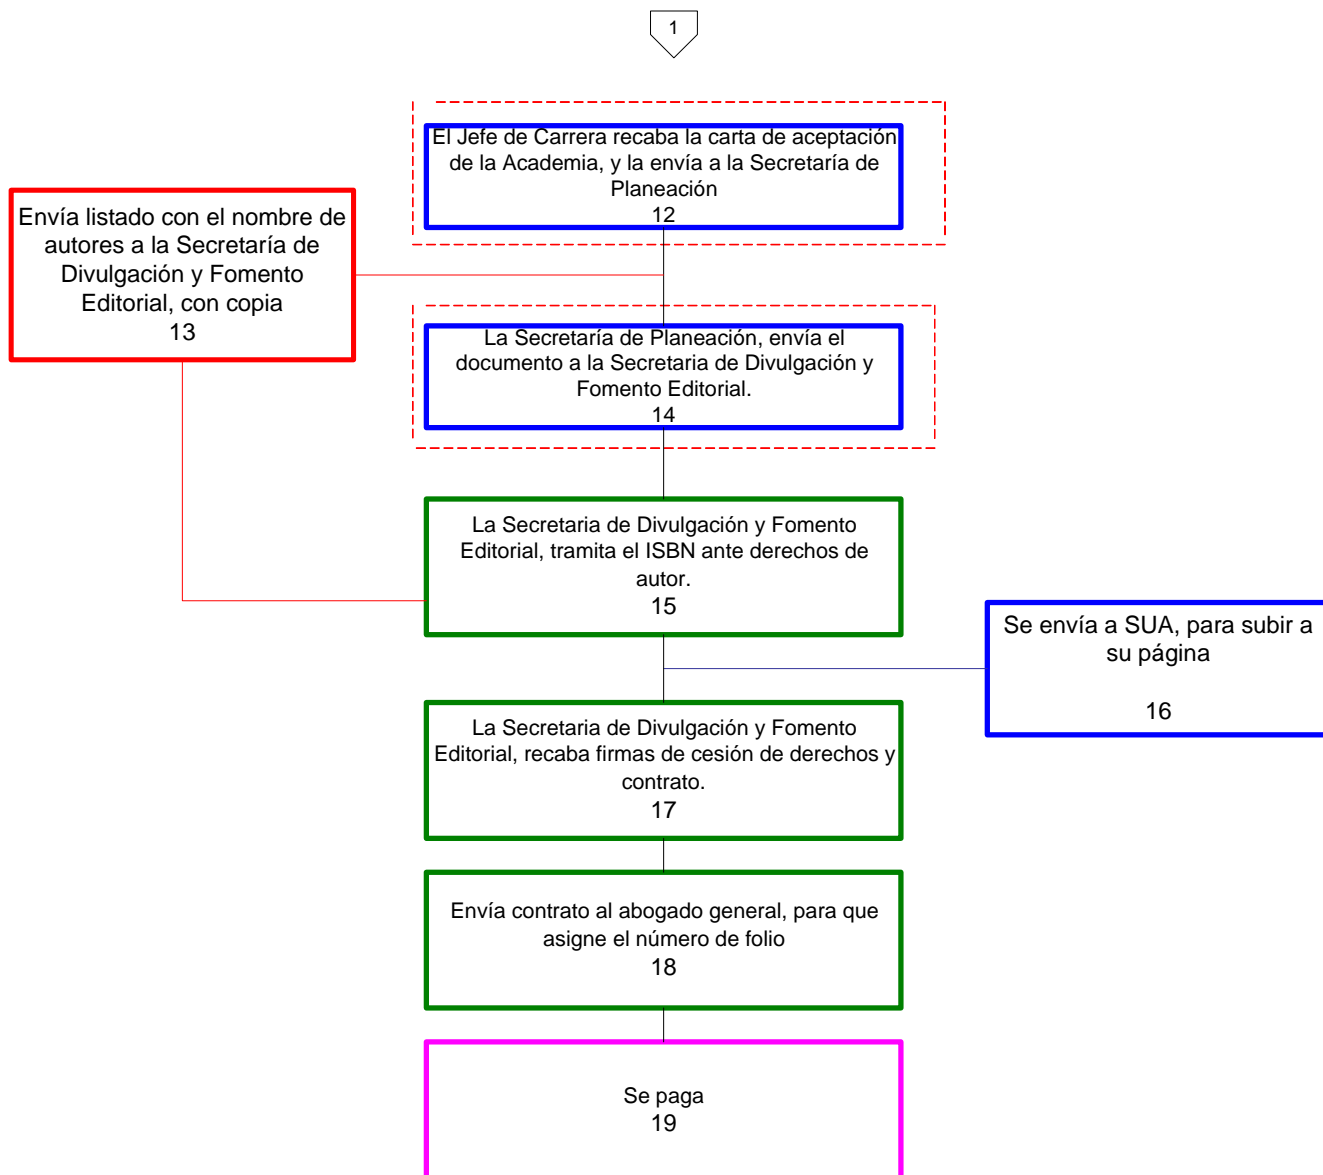 1
El Jefe de Carrera recaba la carta de aceptación
de la Academia, y la envía a la Secretaría de
Planeación
12
Envía listado con el nombre de
autores a la Secretaría de
Divulgación y Fomento
Editorial, con copia
13
La Secretaría de Planeación, envía el
documento a la Secretaria de Divulgación y
Fomento Editorial.
14
La Secretaria de Divulgación y Fomento
Editorial, tramita el ISBN ante derechos de
autor.
15
Se envía a SUA, para subir a
su página
16
La Secretaria de Divulgación y Fomento
Editorial, recaba firmas de cesión de derechos y
contrato.
17
Envía contrato al abogado general, para que
asigne el número de folio
18
Se paga
19